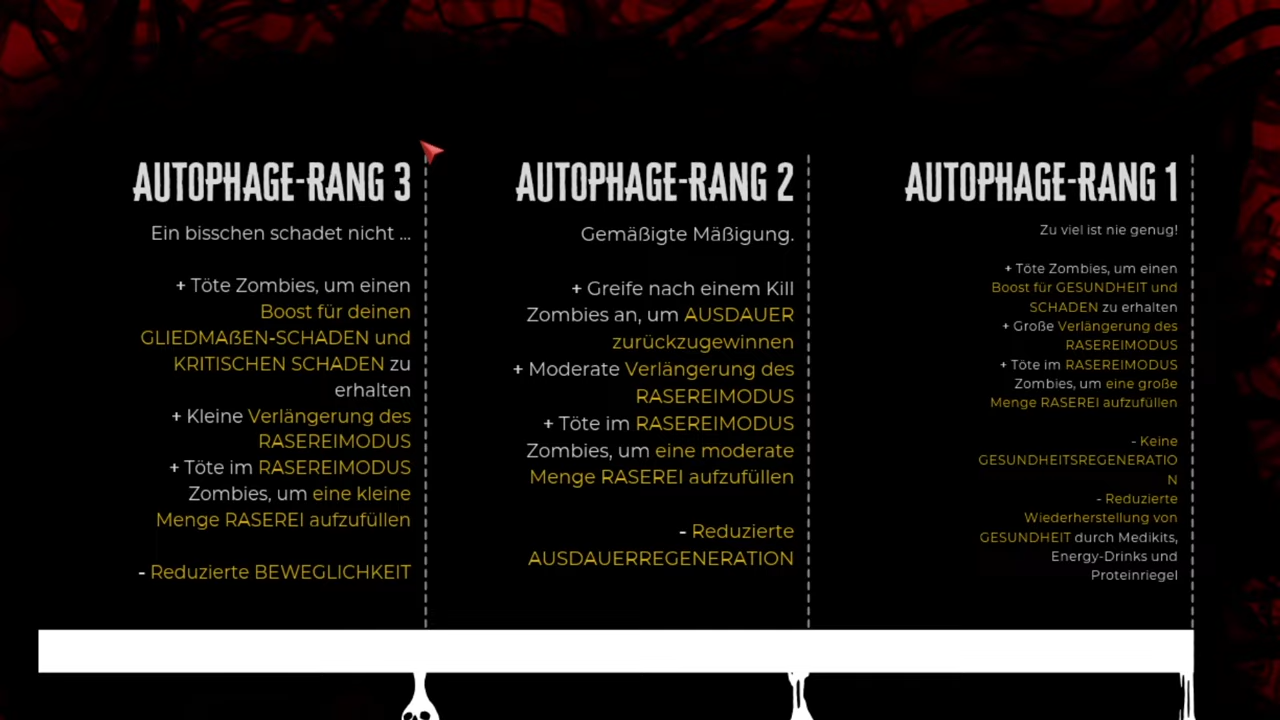 AUTOPHAGE-RANG 3
Ein bisschen schadet nicht ...
+ Töte Zombies, um einen
Boost für deinen
GLIEDMAẞEN-SCHADEN und
KRITISCHEN SCHADEN zu
erhalten
+ Kleine Verlängerung des
RASEREIMODUS
+ Töte im RASEREIMODUS
Zombies, um eine kleine
Menge RASEREI aufzufüllen
- Reduzierte BEWEGLICHKEIT
AUTOPHAGE-RANG 2
Gemäßigte Mäßigung.
+ Greife nach einem Kill
Zombies an, um AUSDAUER
zurückzugewinnen
+ Moderate Verlängerung des
RASEREIMODUS
+ Töte im RASEREIMODUS
Zombies, um eine moderate
Menge RASEREI aufzufüllen
- Reduzierte
AUSDAUERREGENERATION
AUTOPHAGE-RANG 1
Zu viel ist nie genug!
+ Töte Zombies, um einen
Boost für GESUNDHEIT und
SCHADEN zu erhalten
+ Große Verlängerung des
RASEREIMODUS
+ Töte im RASEREIMODUS
Zombies, um eine große
Menge RASEREI aufzufüllen
- Keine
GESUNDHEITSREGENERATIO
N
- Reduzierte
Wiederherstellung von
GESUNDHEIT durch Medikits,
Energy-Drinks und
Proteinriegel